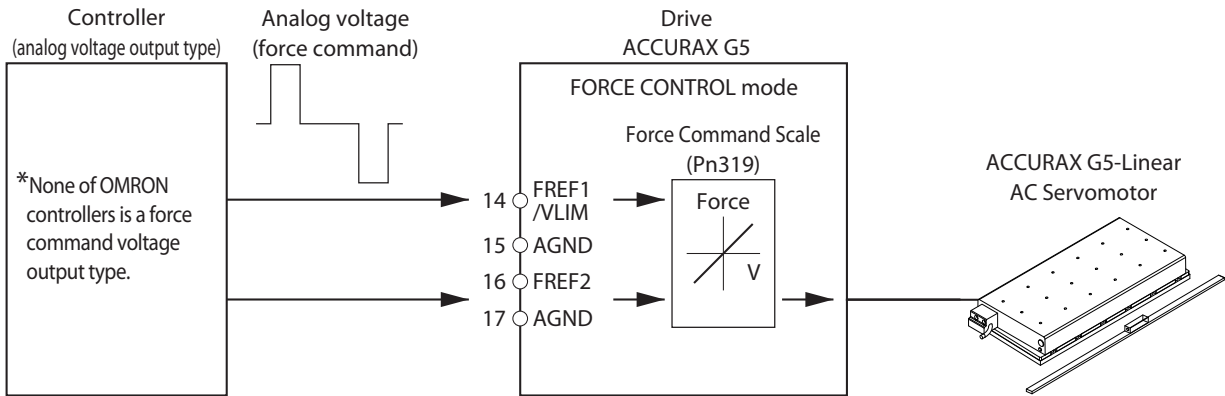 Controller
(analog voltage output type)
Analog voltage
(force command)
Drive
ACCURAX G5
FORCE CONTROL mode
Force Command Scale
(Pn319)
*None of OMRON
controllers is a force
command voltage
output type.
14 FREF1
/VLIM
15 AGND
16 FREF2
17 AGND
Force
V
ACCURAX G5-Linear
AC Servomotor